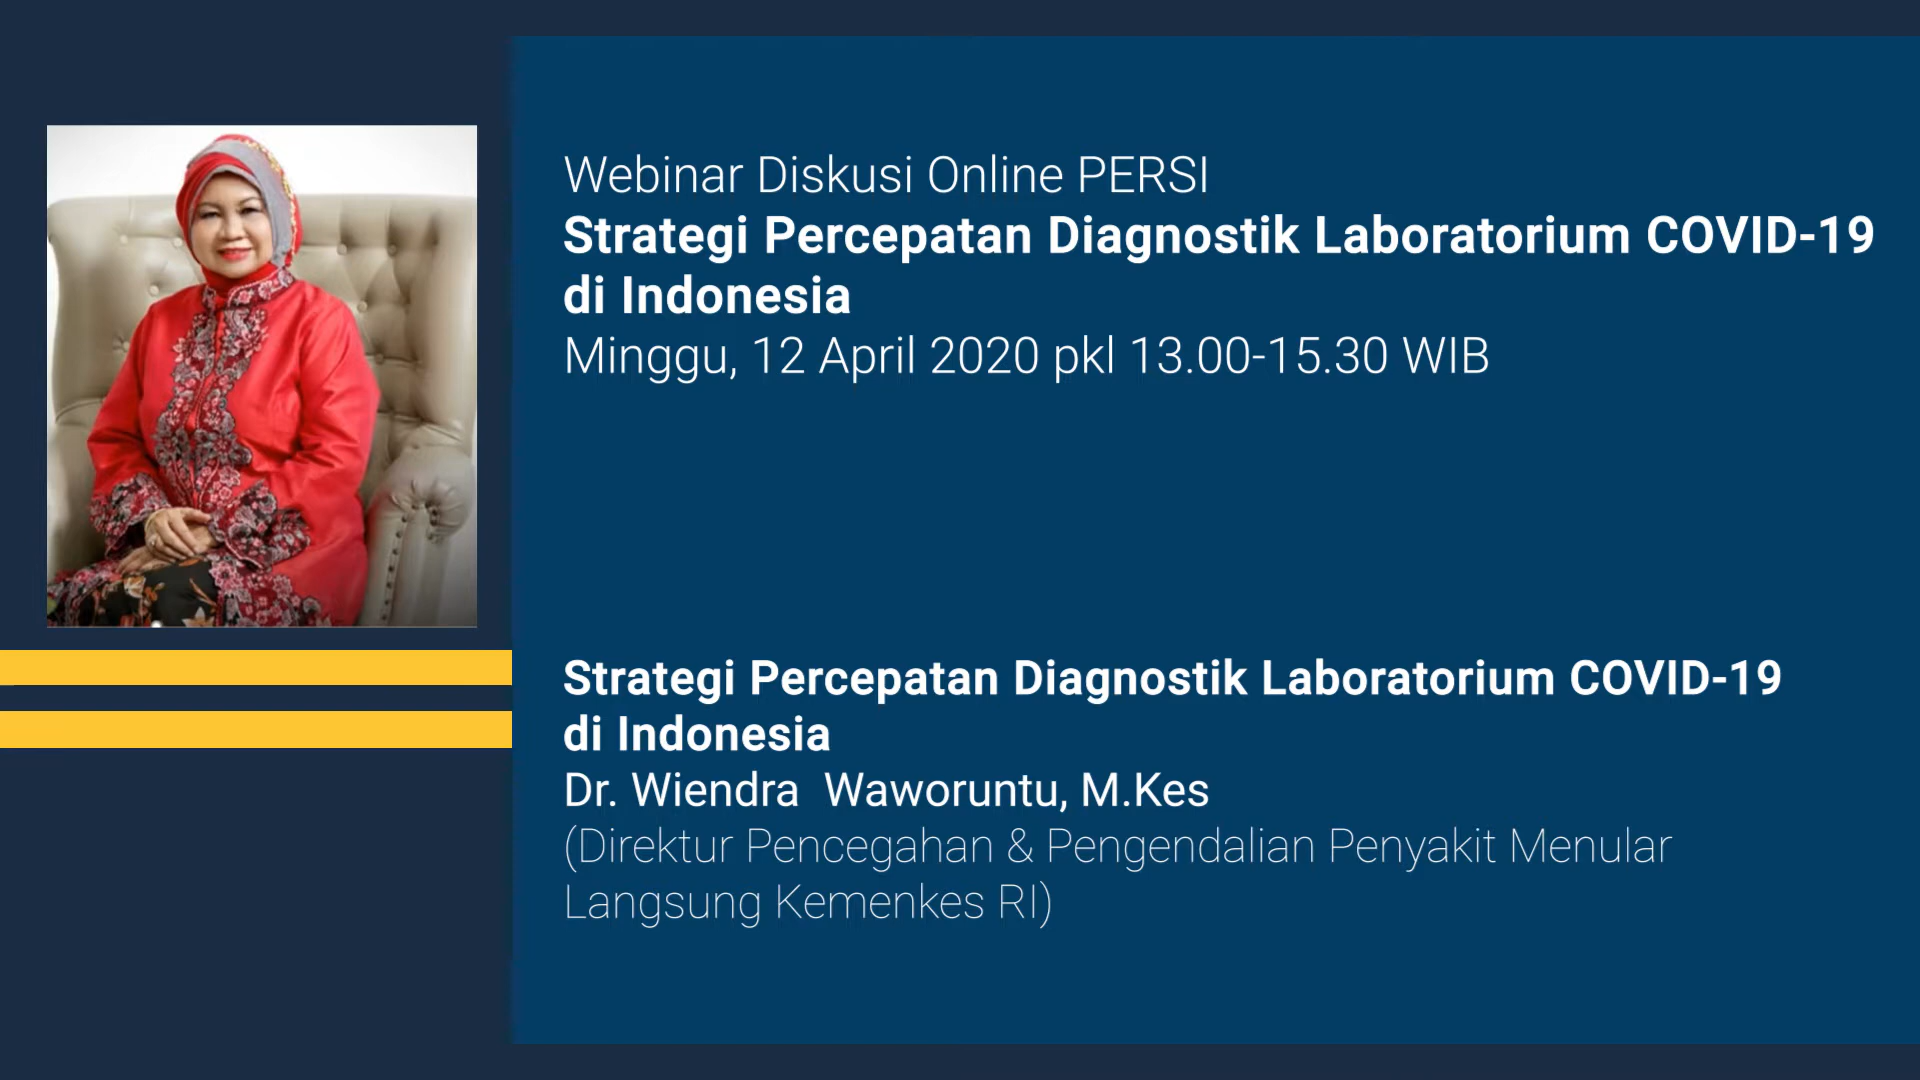 Webinar Diskusi Online PERSI
Strategi Percepatan Diagnostik Laboratorium COVID-19
di Indonesia
Minggu, 12 April 2020 pkl 13.00-15.30 WIB
Strategi Percepatan Diagnostik Laboratorium COVID-19
di Indonesia
Dr. Wiendra  Waworuntu, M.Kes
(Direktur Pencegahan & Pengendalian Penyakit Menular
Langsung Kemenkes RI)